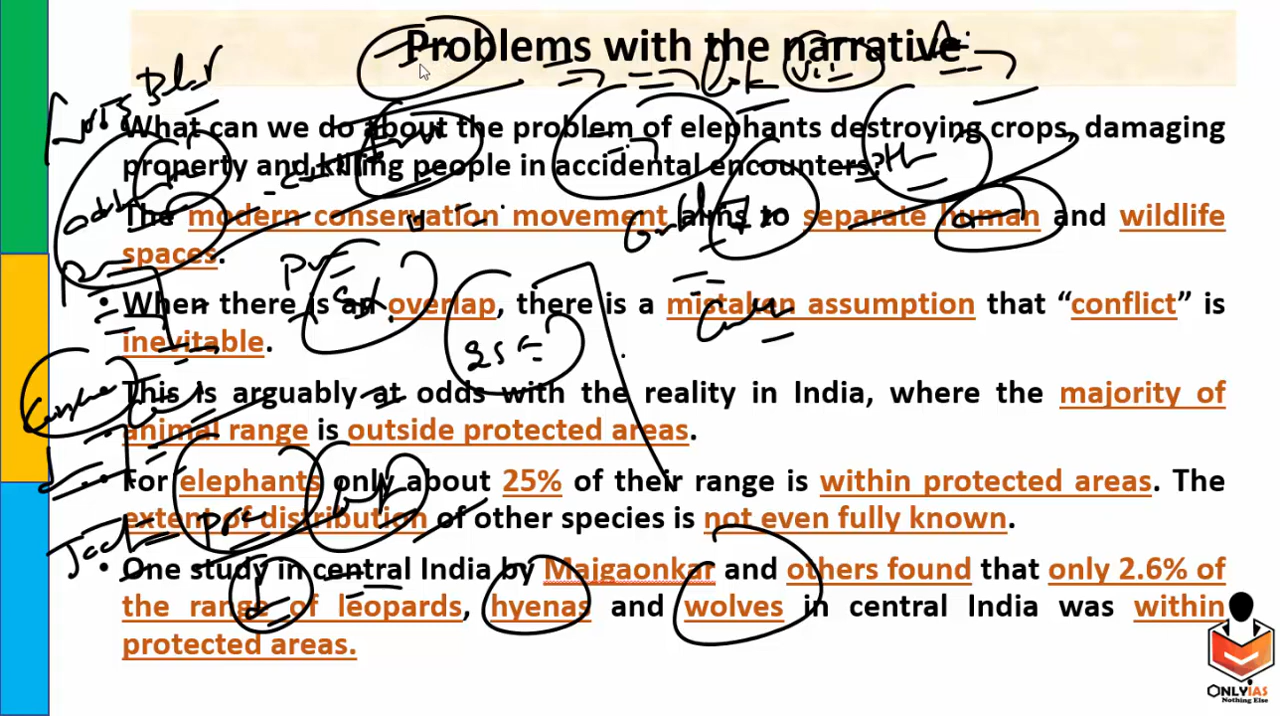 Problems with the narrative
• What can we do about the problem of elephants destroying crops, damaging
property and killing people in accidental encounters?
• The modern conservation movement aims to separate human and wildlife
spaces.
• When there is an overlap, there is a mistaken assumption that “conflict” is
inevitable.
• This is arguably at odds with the reality in India, where the majority of
animal range is outside protected areas.
• For elephants only about 25% of their range is within protected areas. The
extent of distribution of other species is not even fully known.
• One study in central India by Majgaonkar and others found that only 2.6% of
the range of leopards, hyenas and wolves in central India was within
protected areas.
ONLYIAS
Nothing Else